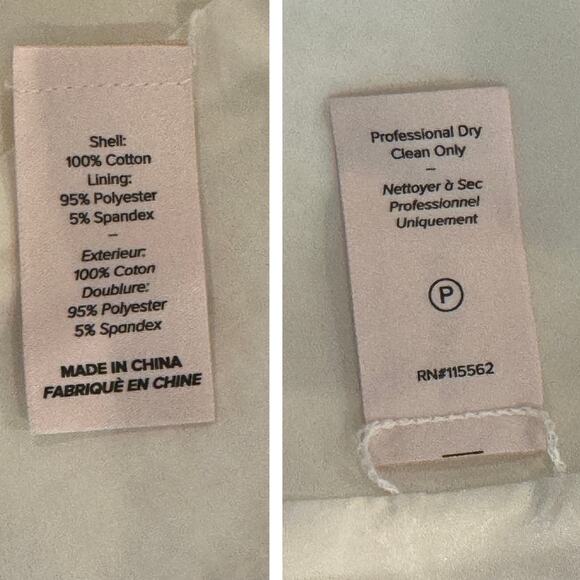 Shell:
100% Cotton
Lining:
95% Polyester
5% Spandex
–
Exterieur:
100% Coton
Doublure:
95% Polyester
5% Spandex
MADE IN CHINA
FABRIQUÈ EN CHINE
Professional Dry
Clean Only
–
Nettoyer à Sec
Professionnel
Uniquement
P
RN#115562